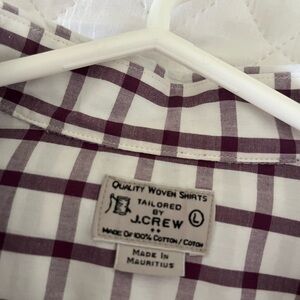 QUALITY WOVEN SHIRTS
TAILORED
BY
J.CREW
L
MADE OF 100% COTTON / COTON
MADE IN
MAURITIUS